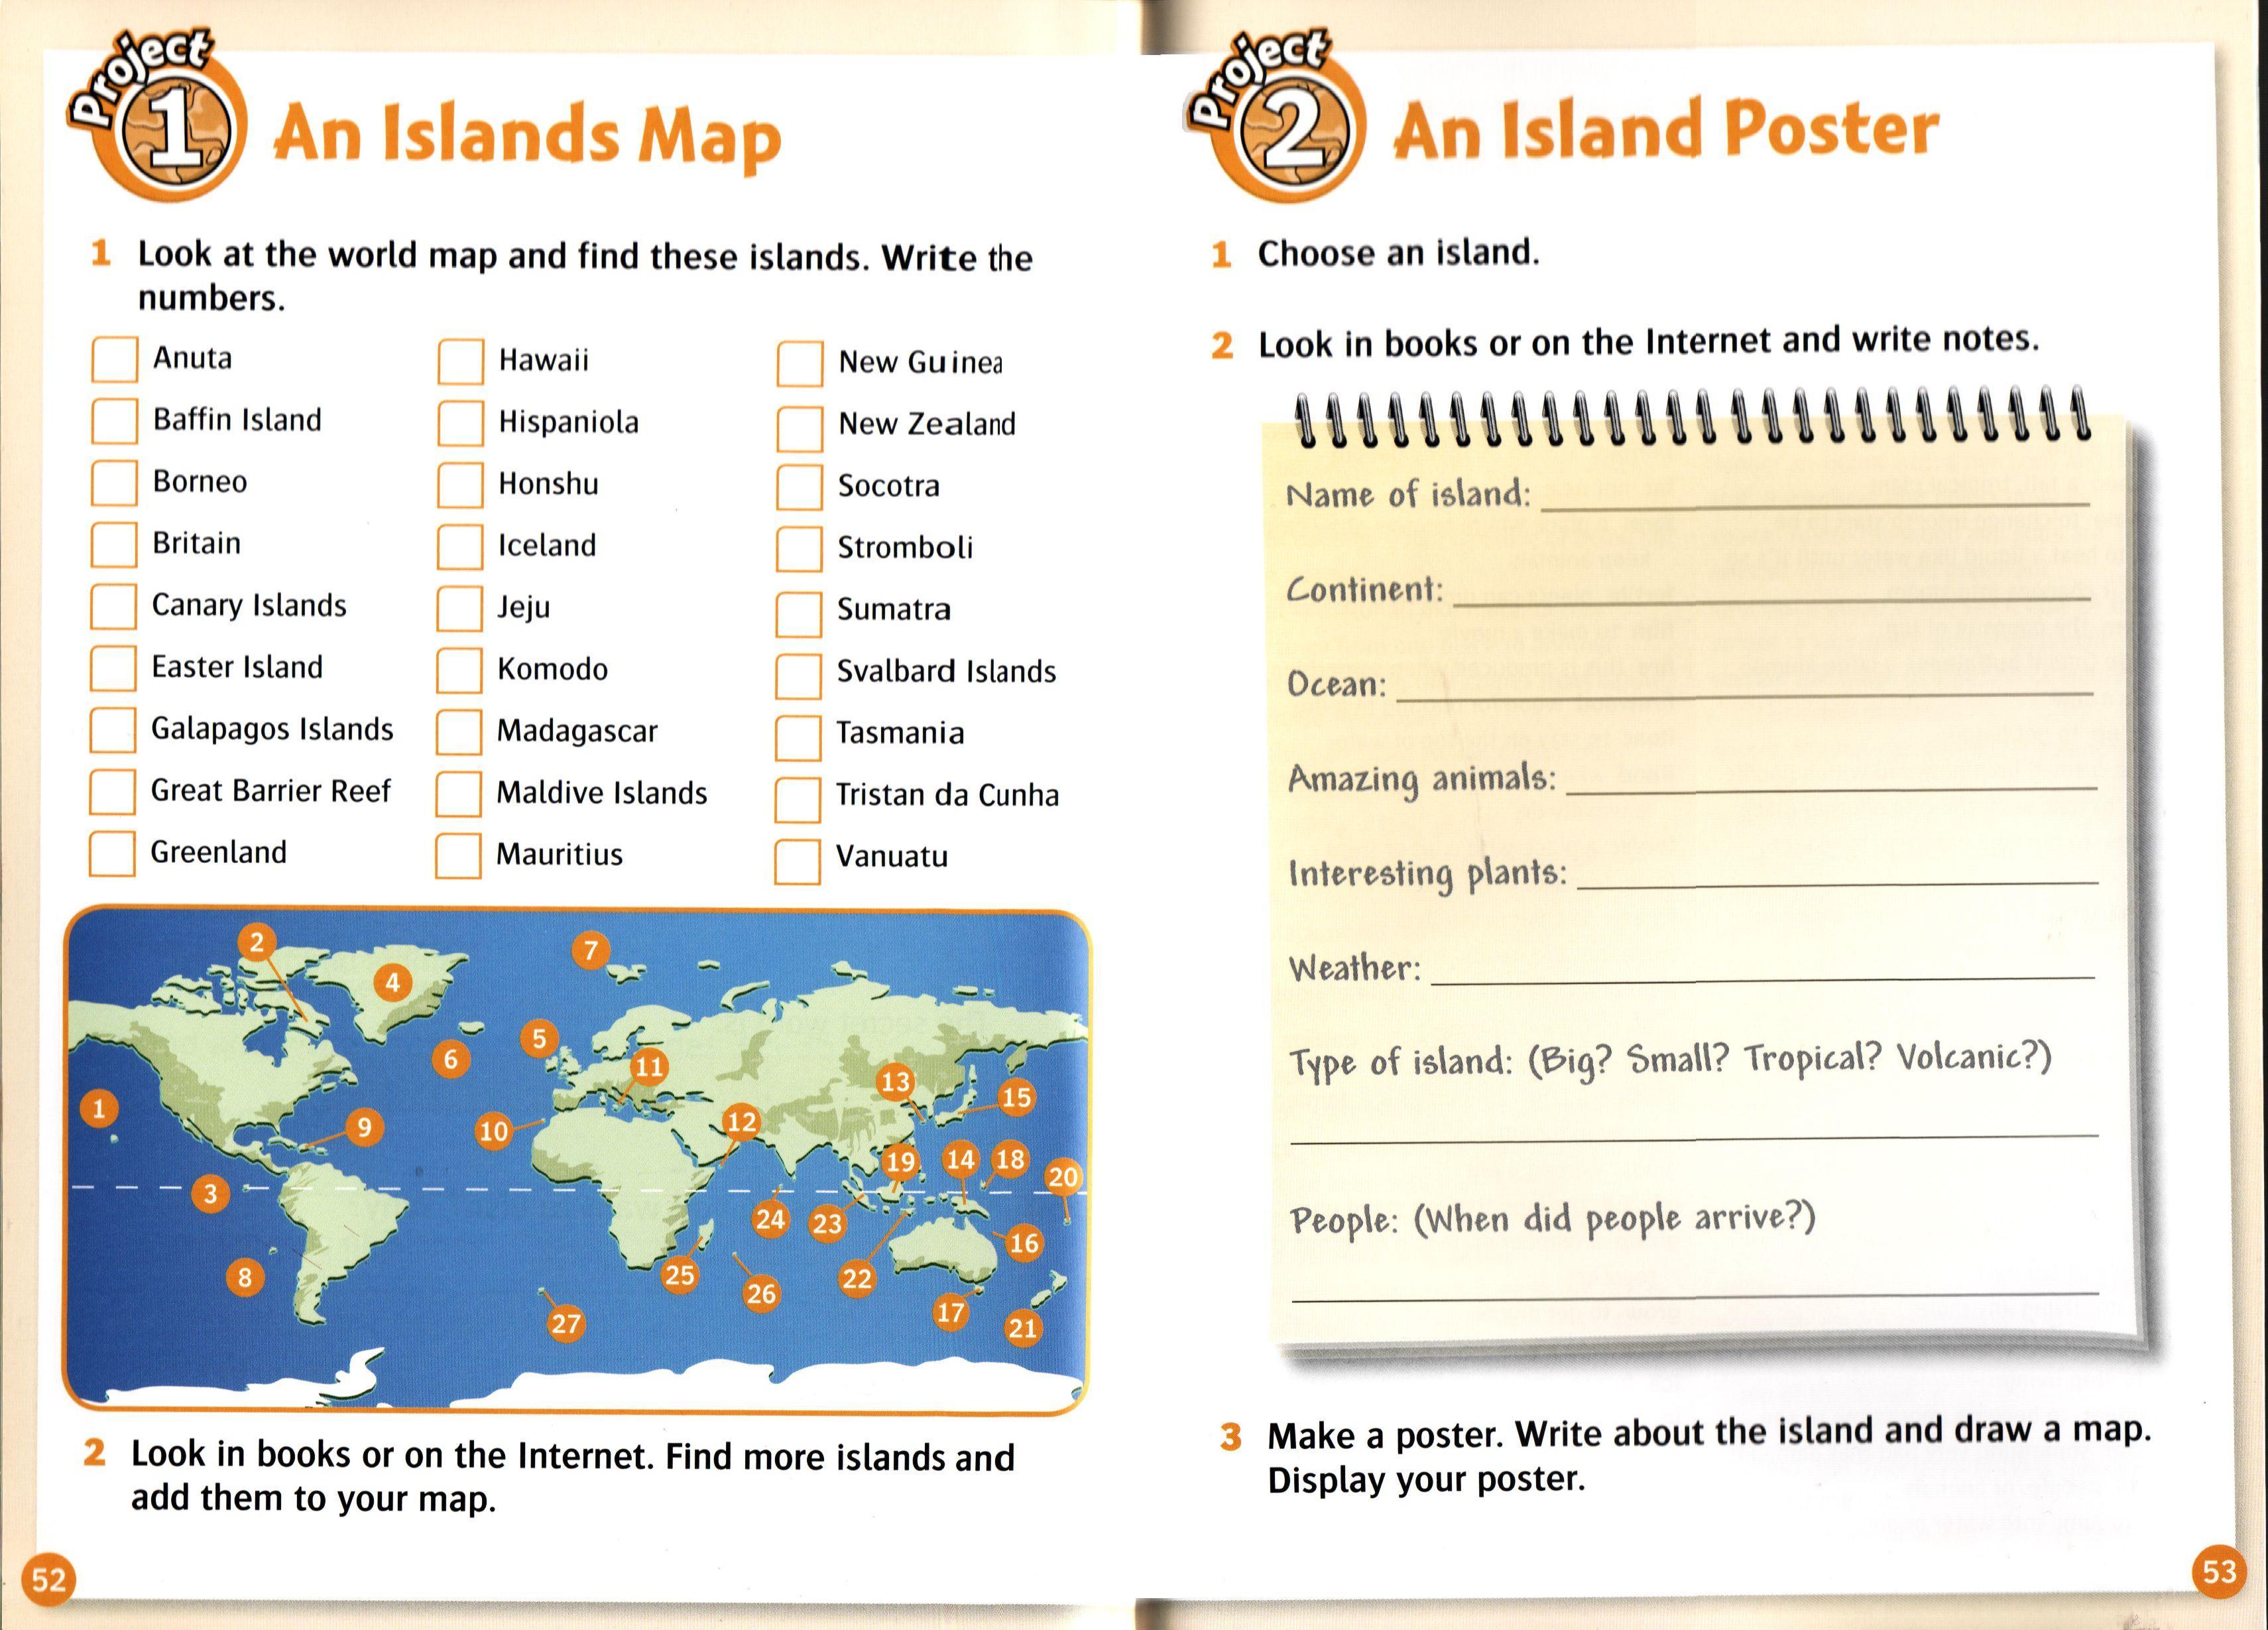 Project 1
An Islands Map
1 Look at the world map and find these islands. Write the
numbers.
Anuta
Baffin Island
Borneo
Britain
Canary Islands
Easter Island
Galapagos Islands
Great Barrier Reef
Greenland
Hawaii
Hispaniola
Honshu
Iceland
Jeju
Komodo
Madagascar
Maldive Islands
Mauritius
New Guinea
New Zealand
Socotra
Stromboli
Sumatra
Svalbard Islands
Tasmania
Tristan da Cunha
Vanuatu
2
7
4
5
6
11
13
15
1
9
10
12
19
14
18
20
3
24
23
16
8
25
26
22
17
27
21
2 Look in books or on the Internet. Find more islands and
add them to your map.
52
Project 2
An Island Poster
1 Choose an island.
2 Look in books or on the Internet and write notes.
Name of island:
Continent:
Ocean:
Amazing animals:
Interesting plants:
Weather:
Type of island: (Big? Small? Tropical? Volcanic?)
People: (When did people arrive?)
3 Make a poster. Write about the island and draw a map.
Display your poster.
53